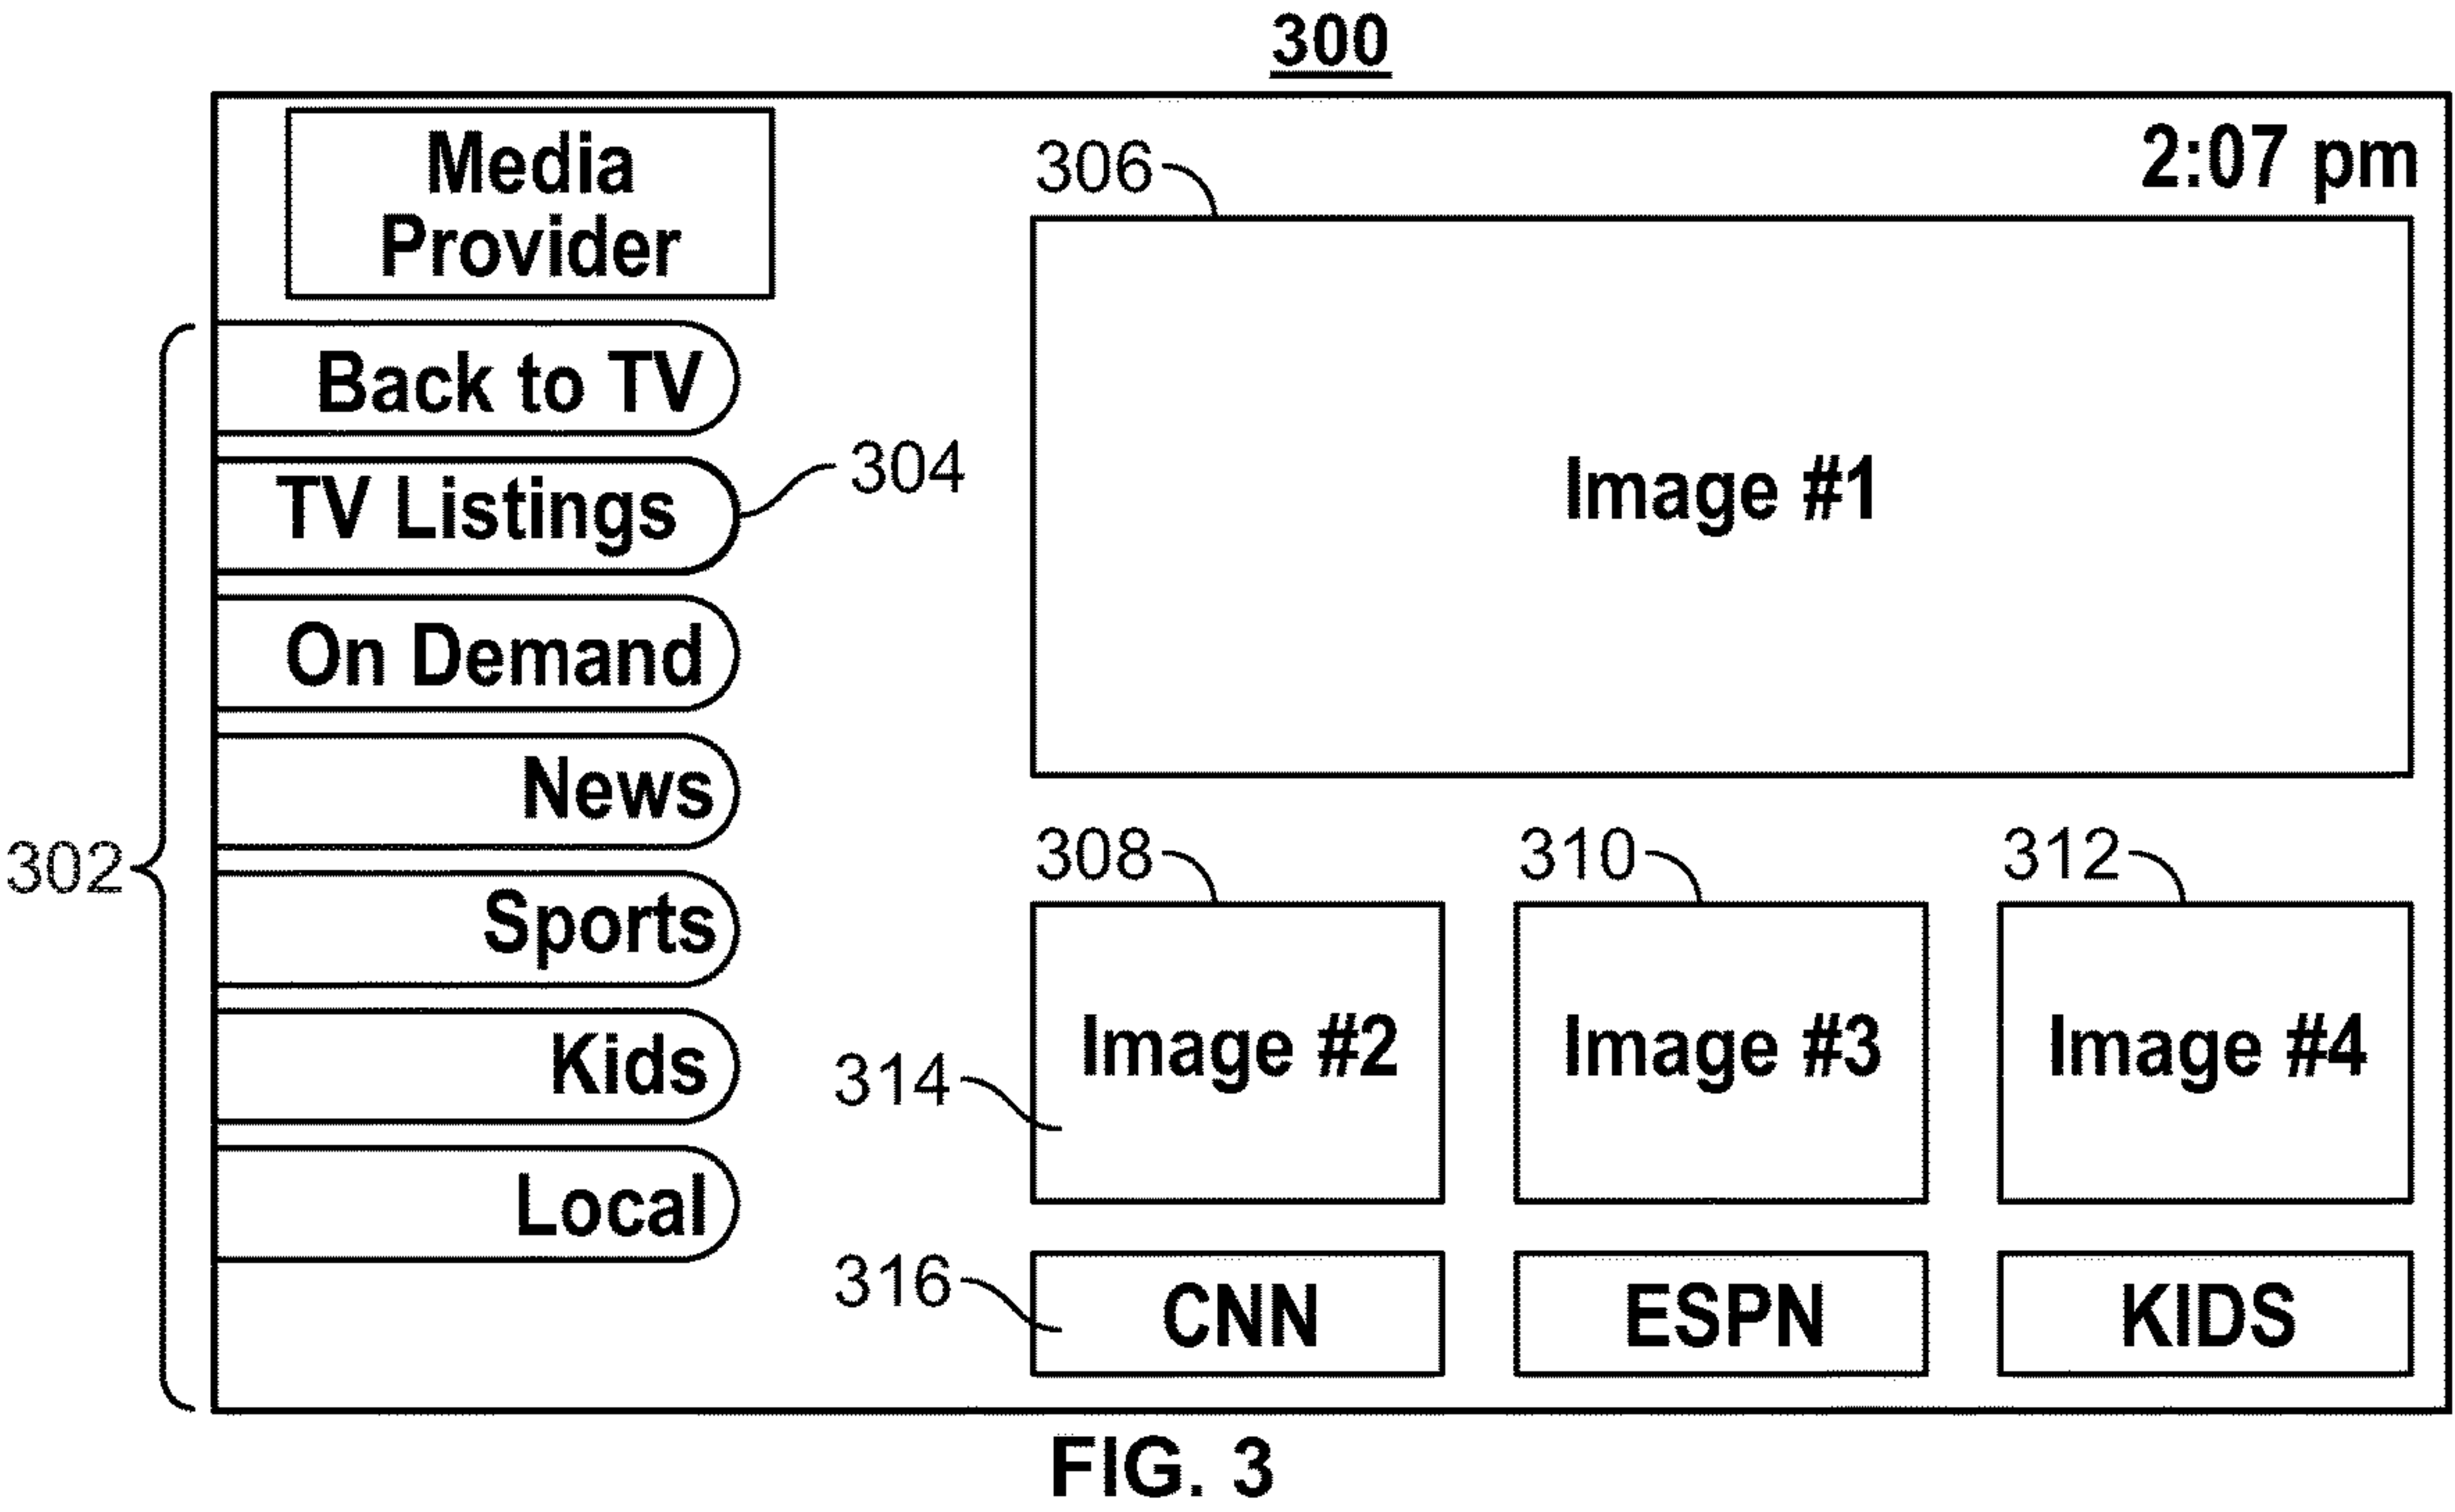 300
Media
Provider
2:07 pm
306
Back to TV
TV Listings
304
On Demand
News
Sports
Kids
Local
302
Image #1
308
310
312
Image #2
Image #3
Image #4
314
316
CNN
ESPN
KIDS
FIG. 3